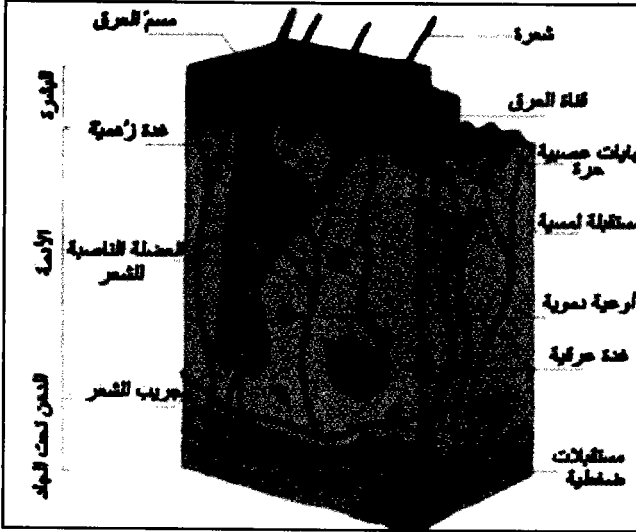 مسمّ العرق
شعرة
البشرة
قناة العرق
غدة زُهمية
نهايات عصبية
حرة
الأدمة
مستقبلة لمسية
العضلة الناصبة
للشعر
أوعية دموية
غدة عرقية
جريب الشعر
الدهن تحت الجلد
مستقبلات
ضغطية